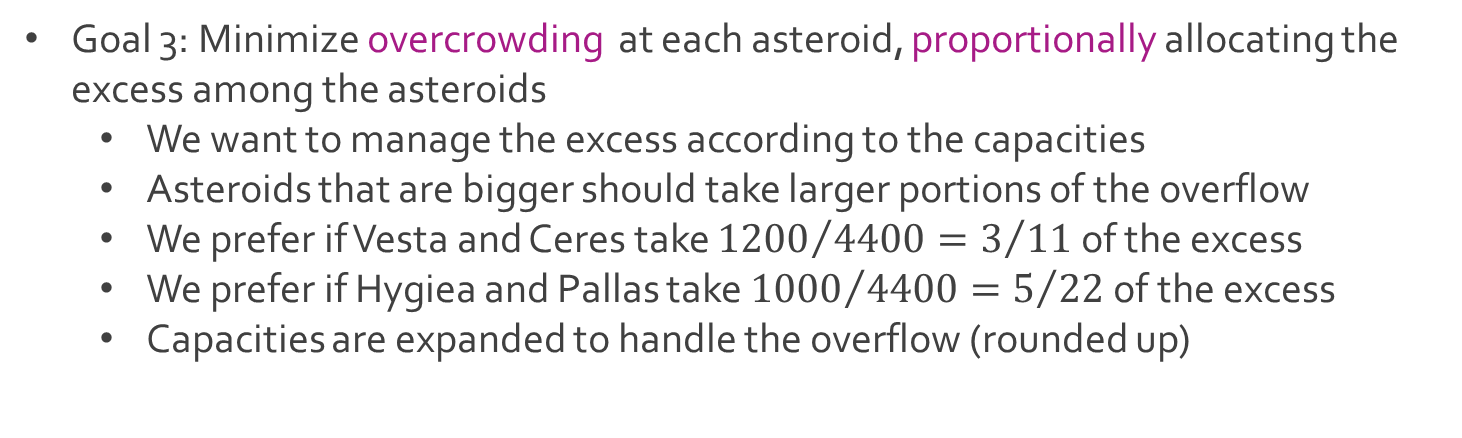 • Goal 3: Minimize overcrowding at each asteroid, proportionally allocating the
excess among the asteroids
• We want to manage the excess according to the capacities
• Asteroids that are bigger should take larger portions of the overflow
• We prefer if Vesta and Ceres take 1200/4400 = 3/11 of the excess
• We prefer if Hygiea and Pallas take 1000/4400 = 5/22 of the excess
• Capacities are expanded to handle the overflow (rounded up)